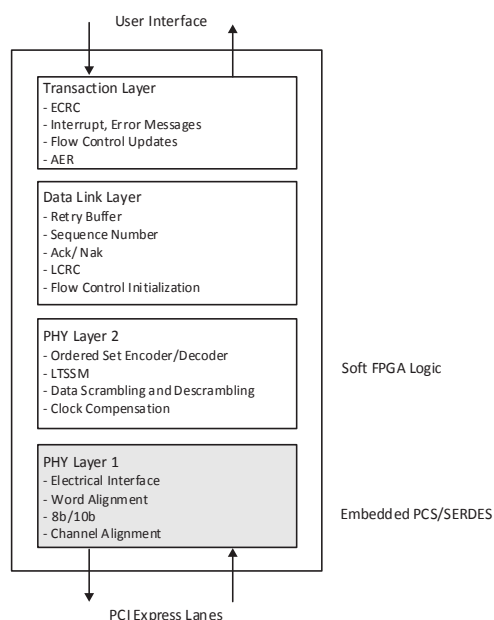 User Interface
Transaction Layer
- ECRC
- Interrupt, Error Messages
- Flow Control Updates
- AER
Data Link Layer
- Retry Buffer
- Sequence Number
- Ack/ Nak
- LCRC
- Flow Control Initialization
PHY Layer 2
- Ordered Set Encoder/Decoder
- LTSSM
- Data Scrambling and Descrambling
- Clock Compensation
Soft FPGA Logic
PHY Layer 1
- Electrical Interface
- Word Alignment
- 8b/10b
- Channel Alignment
Embedded PCS/SERDES
PCI Express Lanes